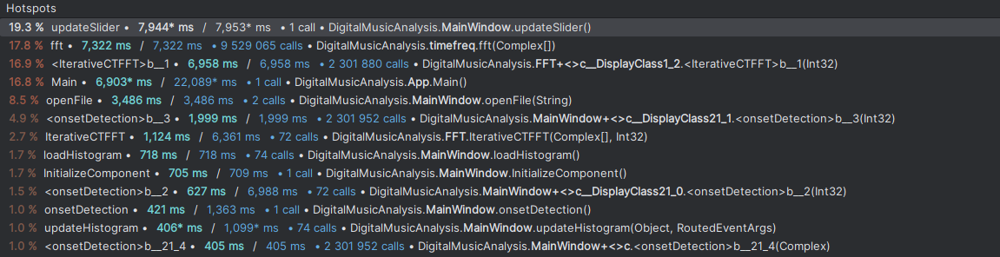 Hotspots
19.3 % updateSlider • 7,944* ms / 7,953* ms • 1 call • DigitalMusicAnalysis.MainWindow.updateSlider()
17.8 % fft • 7,322 ms / 7,322 ms • 9 529 065 calls • DigitalMusicAnalysis.timefreq.fft(Complex[])
16.9 % <IterativeCTFFT>b__1 • 6,958 ms / 6,958 ms • 2 301 880 calls • DigitalMusicAnalysis.FFT+<>c__DisplayClass1_2.<IterativeCTFFT>b__1(Int32)
16.8 % Main • 6,903* ms / 22,089* ms • 1 call • DigitalMusicAnalysis.App.Main()
8.5 % openFile • 3,486 ms / 3,486 ms • 2 calls • DigitalMusicAnalysis.MainWindow.openFile(String)
4.9 % <onsetDetection>b__3 • 1,999 ms / 1,999 ms • 2 301 952 calls • DigitalMusicAnalysis.MainWindow+<>c__DisplayClass21_1.<onsetDetection>b__3(Int32)
2.7 % IterativeCTFFT • 1,124 ms / 6,361 ms • 72 calls • DigitalMusicAnalysis.FFT.IterativeCTFFT(Complex[], Int32)
1.7 % loadHistogram • 718 ms / 718 ms • 74 calls • DigitalMusicAnalysis.MainWindow.loadHistogram()
1.7 % InitializeComponent • 705 ms / 709 ms • 1 call • DigitalMusicAnalysis.MainWindow.InitializeComponent()
1.5 % <onsetDetection>b__2 • 627 ms / 6,988 ms • 72 calls • DigitalMusicAnalysis.MainWindow+<>c__DisplayClass21_0.<onsetDetection>b__2(Int32)
1.0 % onsetDetection • 421 ms / 1,363 ms • 1 call • DigitalMusicAnalysis.MainWindow.onsetDetection()
1.0 % updateHistogram • 406* ms / 1,099* ms • 74 calls • DigitalMusicAnalysis.MainWindow.updateHistogram(Object, RoutedEventArgs)
1.0 % <onsetDetection>b__21_4 • 405 ms / 405 ms • 2 301 952 calls • DigitalMusicAnalysis.MainWindow+<>c.<onsetDetection>b__21_4(Complex)